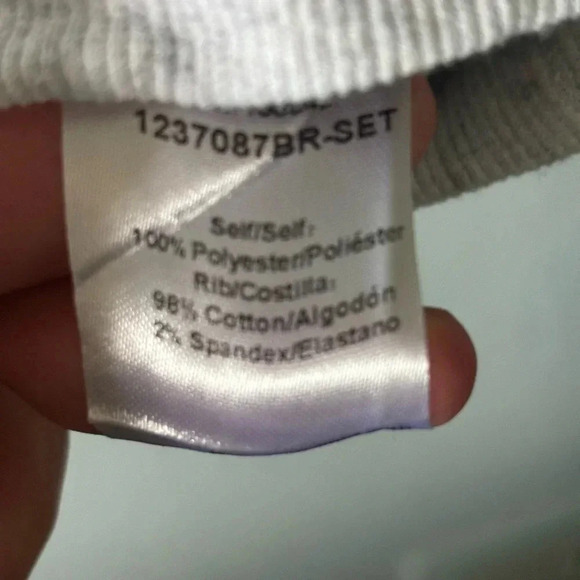 1237087BR-SET
Self/Self:
100% Polyester/Poliéster
Rib/Costilla:
98% Cotton/Algodón
2% Spandex/Elastano